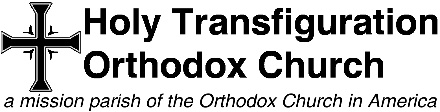 Holy Transfiguration
Orthodox Church
a mission parish of the Orthodox Church in America